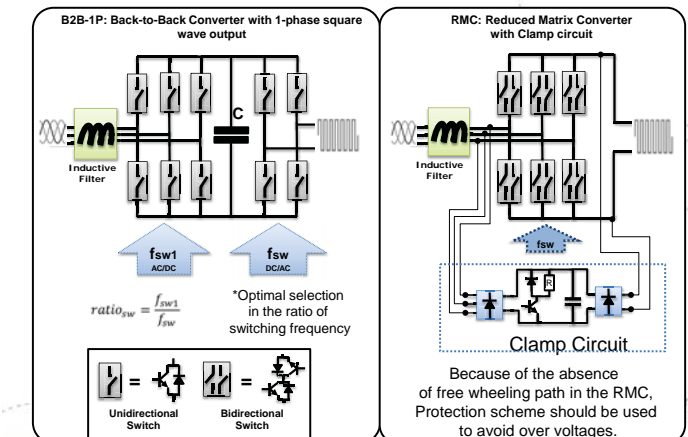 B2B-1P: Back-to-Back Converter with 1-phase square
wave output
C
Inductive
Filter
fsw1
AC/DC
fsw
DC/AC
ratio_sw = f_sw1 / f_sw
*Optimal selection
in the ratio of
switching frequency
=
=
Unidirectional
Switch
Bidirectional
Switch
RMC: Reduced Matrix Converter
with Clamp circuit
Inductive
Filter
fsw
R
Clamp Circuit
Because of the absence
of free wheeling path in the RMC,
Protection scheme should be used
to avoid over voltages.